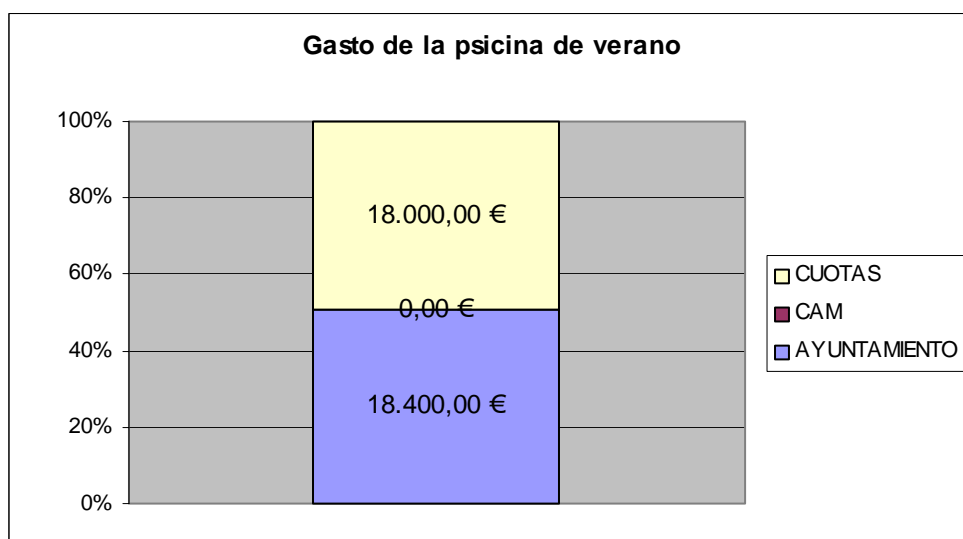 Gasto de la psicina de verano
100%
80%
60%
40%
20%
0%
18.000,00 €
0,00 €
18.400,00 €
CUOTAS
CAM
AYUNTAMIENTO